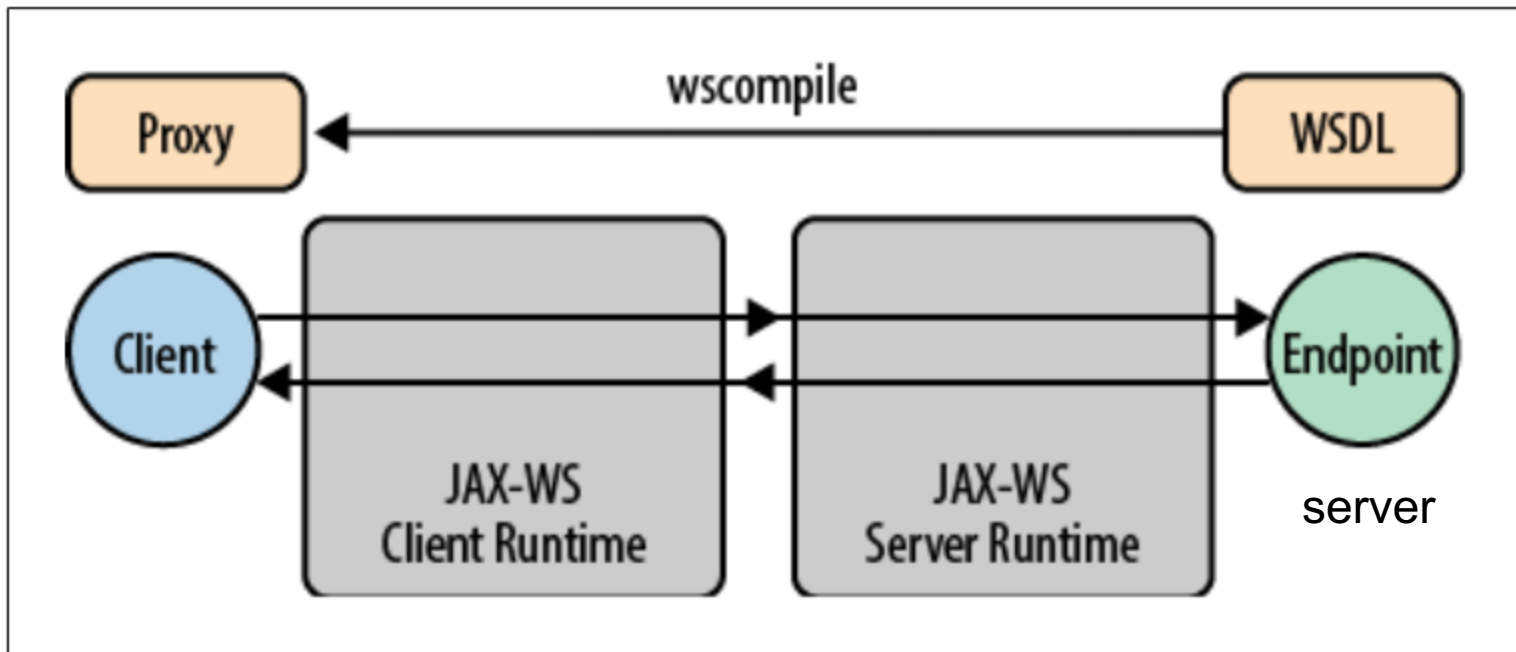 wscompile
Proxy
WSDL
Client
Endpoint
JAX-WS
Client Runtime
JAX-WS
Server Runtime
server